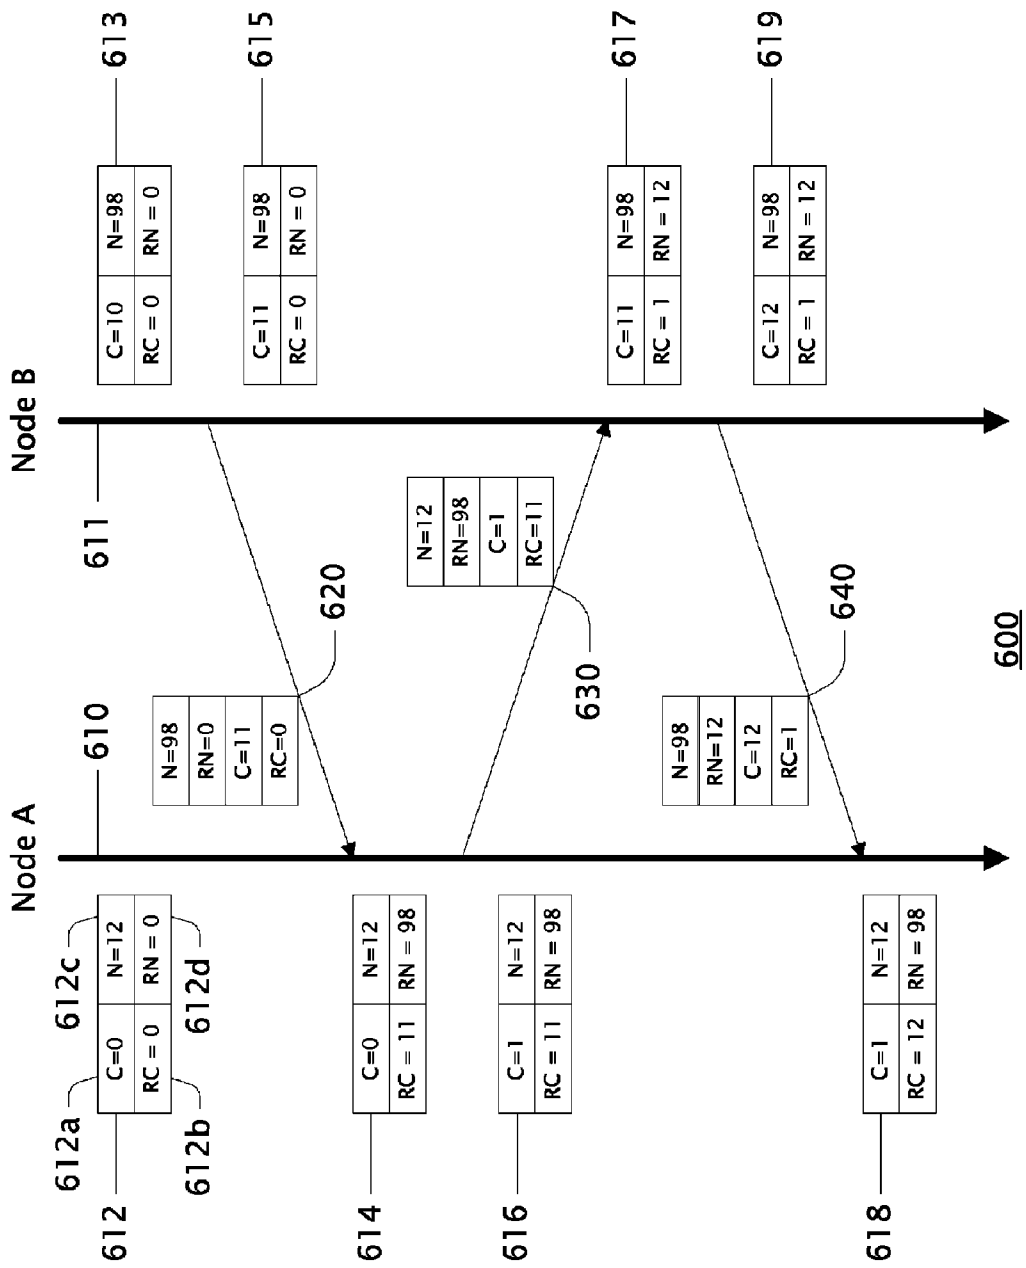 Node A Node B
612a 612c
610 611
612 C=0 N=12 C=10 N=98 613
RC = 0 RN = 0 RC = 0 RN = 0
612b 612d
N=98
RN=0
C=11
RC=0
620
C=11 N=98 615
RC = 0 RN = 0
614 C=0 N=12
RC = 11 RN = 98
N=12
RN=98
C=1
RC=11
630
616 C=1 N=12
RC = 11 RN = 98
C=11 N=98 617
RC = 1 RN = 12
N=98
RN=12
C=12
RC=1
640
C=12 N=98 619
RC = 1 RN = 12
618 C=1 N=12
RC = 12 RN = 98
600